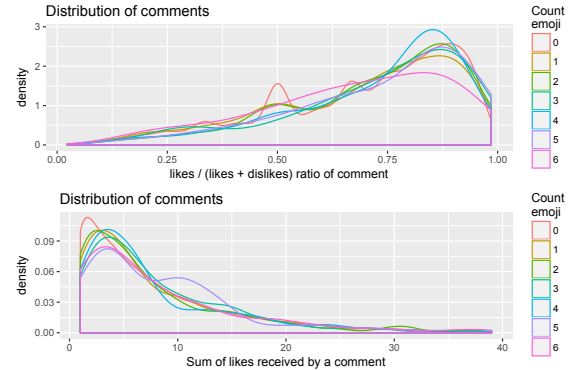 Distribution of comments
density
3
2
1
0
0.00 0.25 0.50 0.75 1.00
likes / (likes + dislikes) ratio of comment
Count
emoji
0
1
2
3
4
5
6
Distribution of comments
density
0.09
0.06
0.03
0.00
0 10 20 30 40
Sum of likes received by a comment
Count
emoji
0
1
2
3
4
5
6